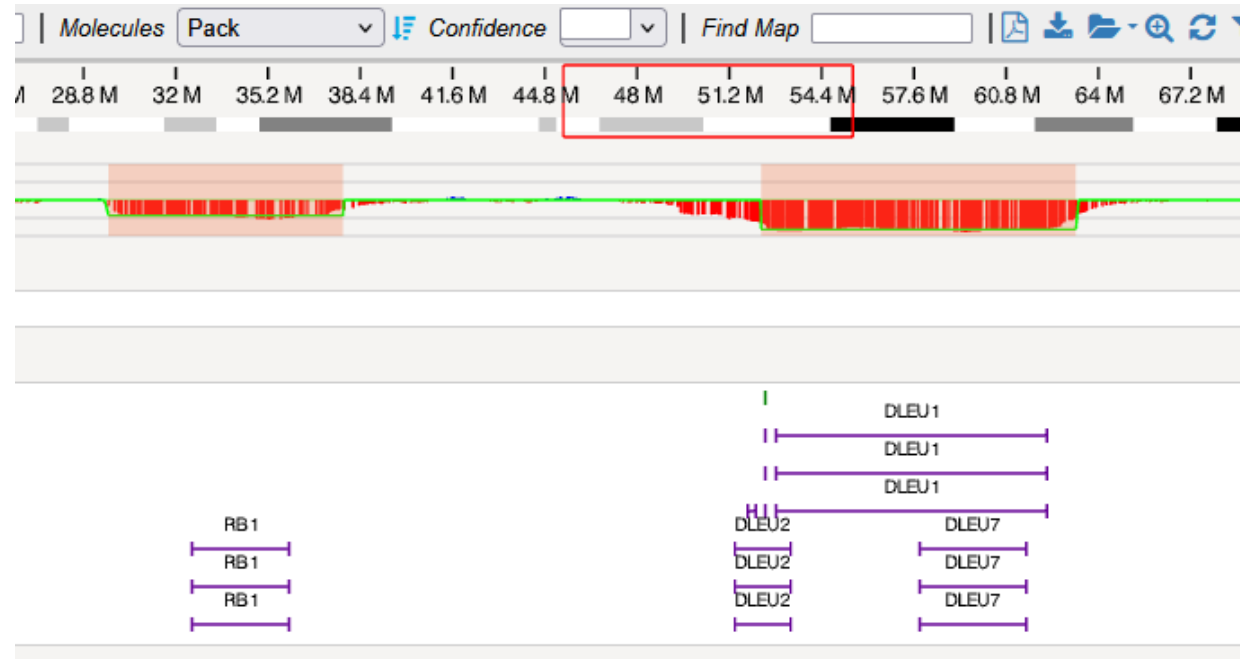 Molecules Pack Confidence Find Map
28.8 M 32 M 35.2 M 38.4 M 41.6 M 44.8 M 48 M 51.2 M 54.4 M 57.6 M 60.8 M 64 M 67.2 M
DLEU1
DLEU1
DLEU1
RB1 DLEU2 DLEU7
RB1 DLEU2 DLEU7
RB1 DLEU2 DLEU7